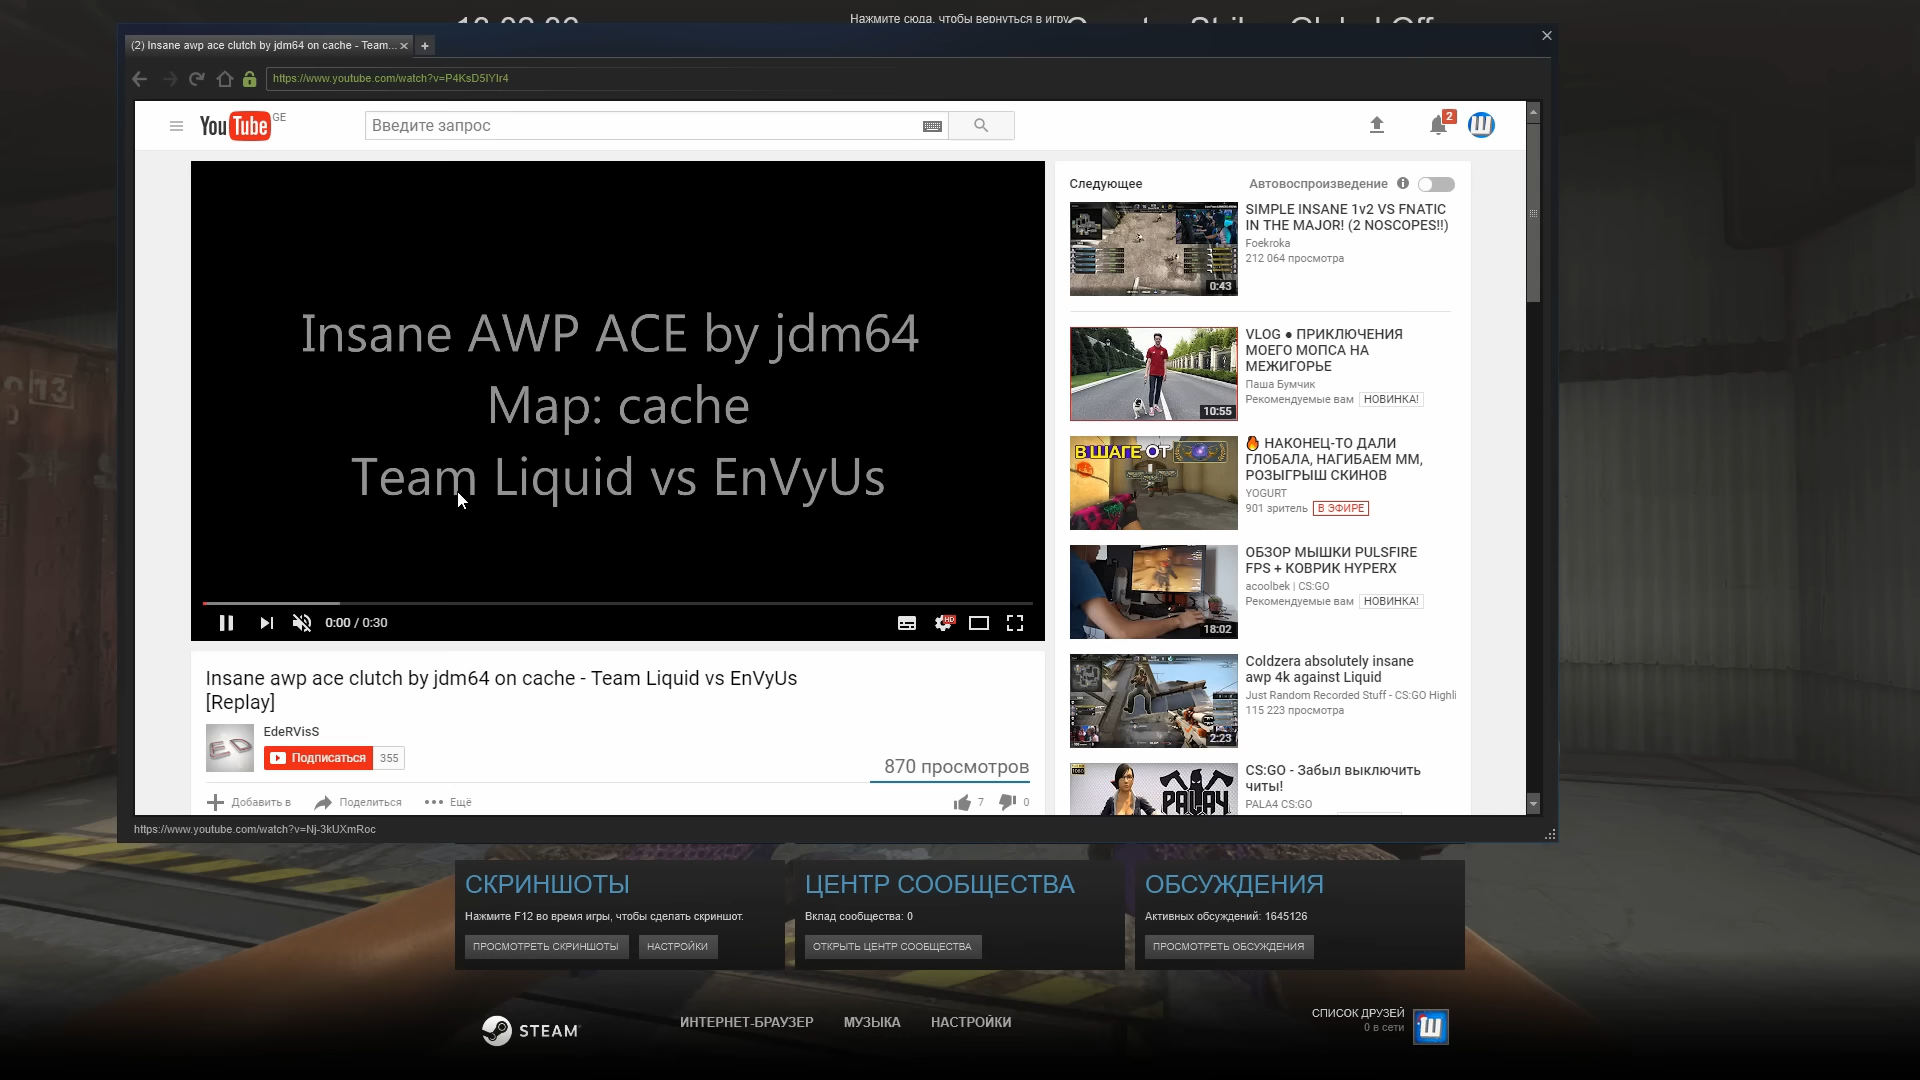 Нажмите сюда, чтобы вернуться в игру
(2) Insane awp ace clutch by jdm64 on cache - Team...
https://www.youtube.com/watch?v=P4KsD5IYIr4
YouTube GE
Введите запрос
2
Insane AWP ACE by jdm64
Map: cache
Team Liquid vs EnVyUs
0:00 / 0:30
HD
Insane awp ace clutch by jdm64 on cache - Team Liquid vs EnVyUs
[Replay]
ED
EdeRVisS
Подписаться 355
870 просмотров
Добавить в Поделиться Ещё 7 0
Следующее Автовоспроизведение
SIMPLE INSANE 1v2 VS FNATIC
IN THE MAJOR! (2 NOSCOPES!!)
Foekroka
212 064 просмотра
0:43
VLOG ● ПРИКЛЮЧЕНИЯ
МОЕГО МОПСА НА
МЕЖИГОРЬЕ
Паша Бумчик
Рекомендуемые вам НОВИНКА!
10:55
В ШАГЕ ОТ
🔥 НАКОНЕЦ-ТО ДАЛИ
ГЛОБАЛА, НАГИБАЕМ ММ,
РОЗЫГРЫШ СКИНОВ
YOGURT
901 зритель В ЭФИРЕ
ОБЗОР МЫШКИ PULSFIRE
FPS + КОВРИК HYPERX
acoolbek | CS:GO
Рекомендуемые вам НОВИНКА!
18:02
Coldzera absolutely insane
awp 4k against Liquid
Just Random Recorded Stuff - CS:GO Highli
115 223 просмотра
2:23
CS:GO - Забыл выключить
читы!
PALA4 CS:GO
PALA4
https://www.youtube.com/watch?v=Nj-3kUXmRoc
СКРИНШОТЫ
Нажмите F12 во время игры, чтобы сделать скриншот.
ПРОСМОТРЕТЬ СКРИНШОТЫ НАСТРОЙКИ
ЦЕНТР СООБЩЕСТВА
Вклад сообщества: 0
ОТКРЫТЬ ЦЕНТР СООБЩЕСТВА
ОБСУЖДЕНИЯ
Активных обсуждений: 1645126
ПРОСМОТРЕТЬ ОБСУЖДЕНИЯ
STEAM
ИНТЕРНЕТ-БРАУЗЕР МУЗЫКА НАСТРОЙКИ
СПИСОК ДРУЗЕЙ
0 в сети